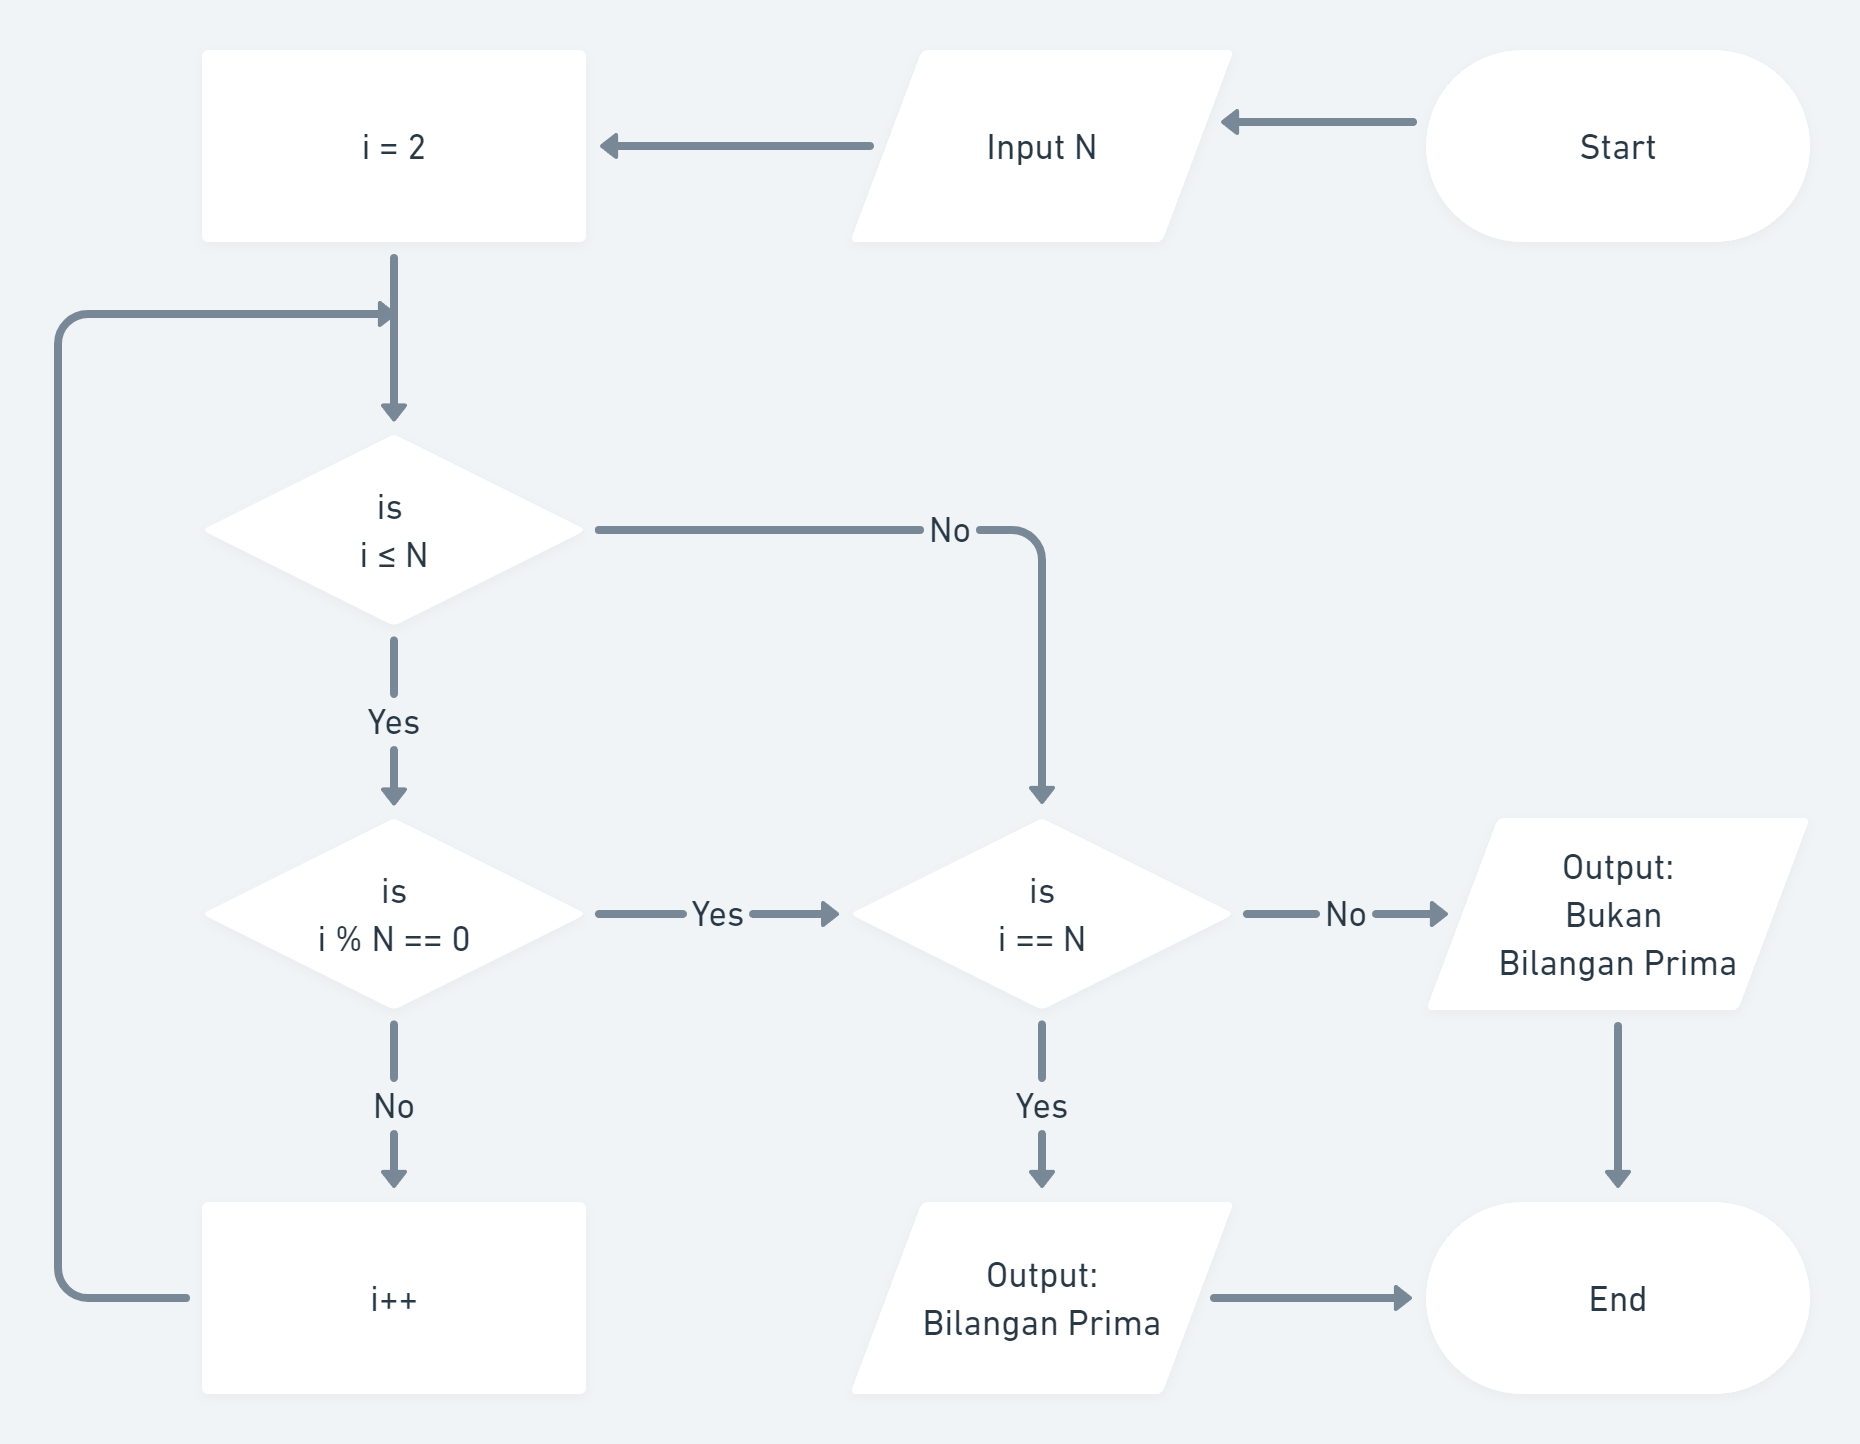 Start
Input N
i = 2
is
i ≤ N
No
Yes
is
i % N == 0
Yes
is
i == N
No
Output:
Bukan
Bilangan Prima
No
Yes
i++
Output:
Bilangan Prima
End